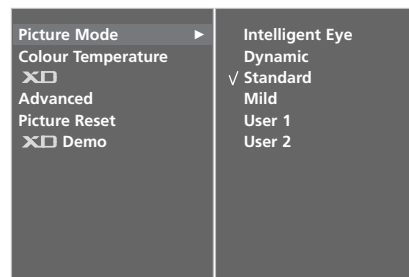 Picture Mode ►
Colour Temperature
XD
Advanced
Picture Reset
XD Demo
Intelligent Eye
Dynamic
√ Standard
Mild
User 1
User 2